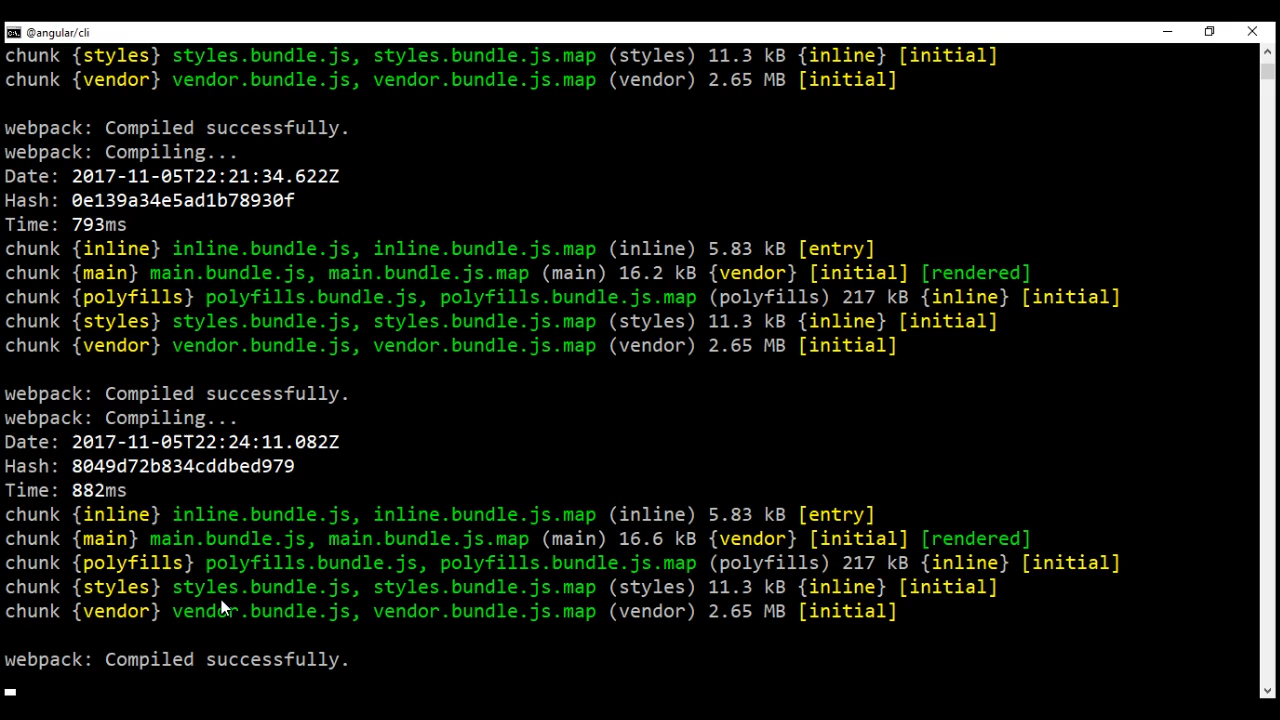 @angular/cli
chunk {styles} styles.bundle.js, styles.bundle.js.map (styles) 11.3 kB {inline} [initial]
chunk {vendor} vendor.bundle.js, vendor.bundle.js.map (vendor) 2.65 MB [initial]
webpack: Compiled successfully.
webpack: Compiling...
Date: 2017-11-05T22:21:34.622Z
Hash: 0e139a34e5ad1b78930f
Time: 793ms
chunk {inline} inline.bundle.js, inline.bundle.js.map (inline) 5.83 kB [entry]
chunk {main} main.bundle.js, main.bundle.js.map (main) 16.2 kB {vendor} [initial] [rendered]
chunk {polyfills} polyfills.bundle.js, polyfills.bundle.js.map (polyfills) 217 kB {inline} [initial]
chunk {styles} styles.bundle.js, styles.bundle.js.map (styles) 11.3 kB {inline} [initial]
chunk {vendor} vendor.bundle.js, vendor.bundle.js.map (vendor) 2.65 MB [initial]
webpack: Compiled successfully.
webpack: Compiling...
Date: 2017-11-05T22:24:11.082Z
Hash: 8049d72b834cddbed979
Time: 882ms
chunk {inline} inline.bundle.js, inline.bundle.js.map (inline) 5.83 kB [entry]
chunk {main} main.bundle.js, main.bundle.js.map (main) 16.6 kB {vendor} [initial] [rendered]
chunk {polyfills} polyfills.bundle.js, polyfills.bundle.js.map (polyfills) 217 kB {inline} [initial]
chunk {styles} styles.bundle.js, styles.bundle.js.map (styles) 11.3 kB {inline} [initial]
chunk {vendor} vendor.bundle.js, vendor.bundle.js.map (vendor) 2.65 MB [initial]
webpack: Compiled successfully.